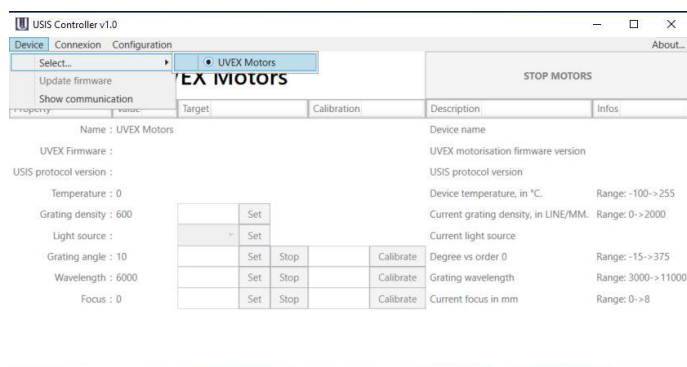 USIS Controller v1.0
Device Connexion Configuration About...
Select... UVEX Motors
Update firmware
Show communication
STOP MOTORS
Property Value Target Calibration Description Infos
Name : UVEX Motors Device name
UVEX Firmware : UVEX motorisation firmware version
USIS protocol version : USIS protocol version
Temperature : 0 Device temperature, in °C. Range: -100->255
Grating density : 600 Set Current grating density, in LINE/MM. Range: 0->2000
Light source : Set Current light source
Grating angle : 10 Set Stop Calibrate Degree vs order 0 Range: -15->375
Wavelength : 6000 Set Stop Calibrate Grating wavelength Range: 3000->11000
Focus : 0 Set Stop Calibrate Current focus in mm Range: 0->8